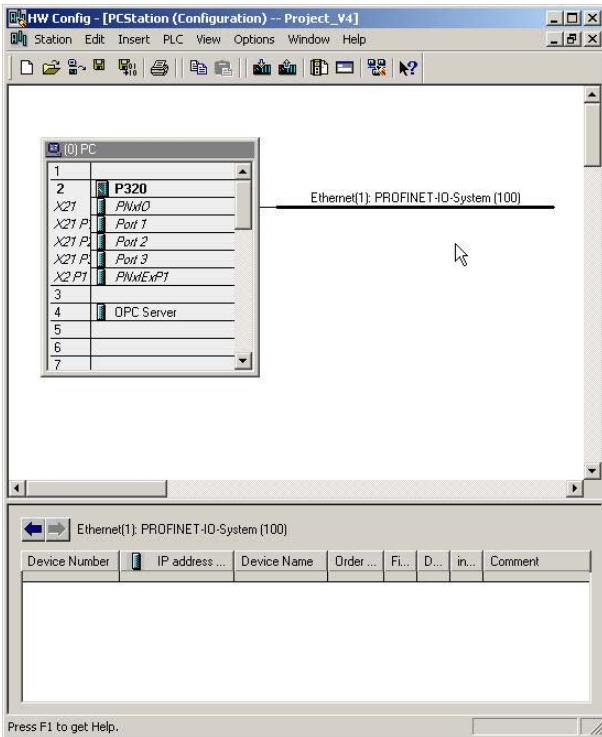 HW Config - [PCStation (Configuration) -- Project_V4]
Station Edit Insert PLC View Options Window Help
(0) PC
1
2 P320
X21 PNxIO
X21 P Port 1
X21 P Port 2
X21 P Port 3
X2 P1 PNxExP1
3
4 OPC Server
5
6
7
Ethernet(1): PROFINET-IO-System (100)
Ethernet(1): PROFINET-IO-System (100)
Device Number IP address ... Device Name Order ... Fi... D... in... Comment
Press F1 to get Help.